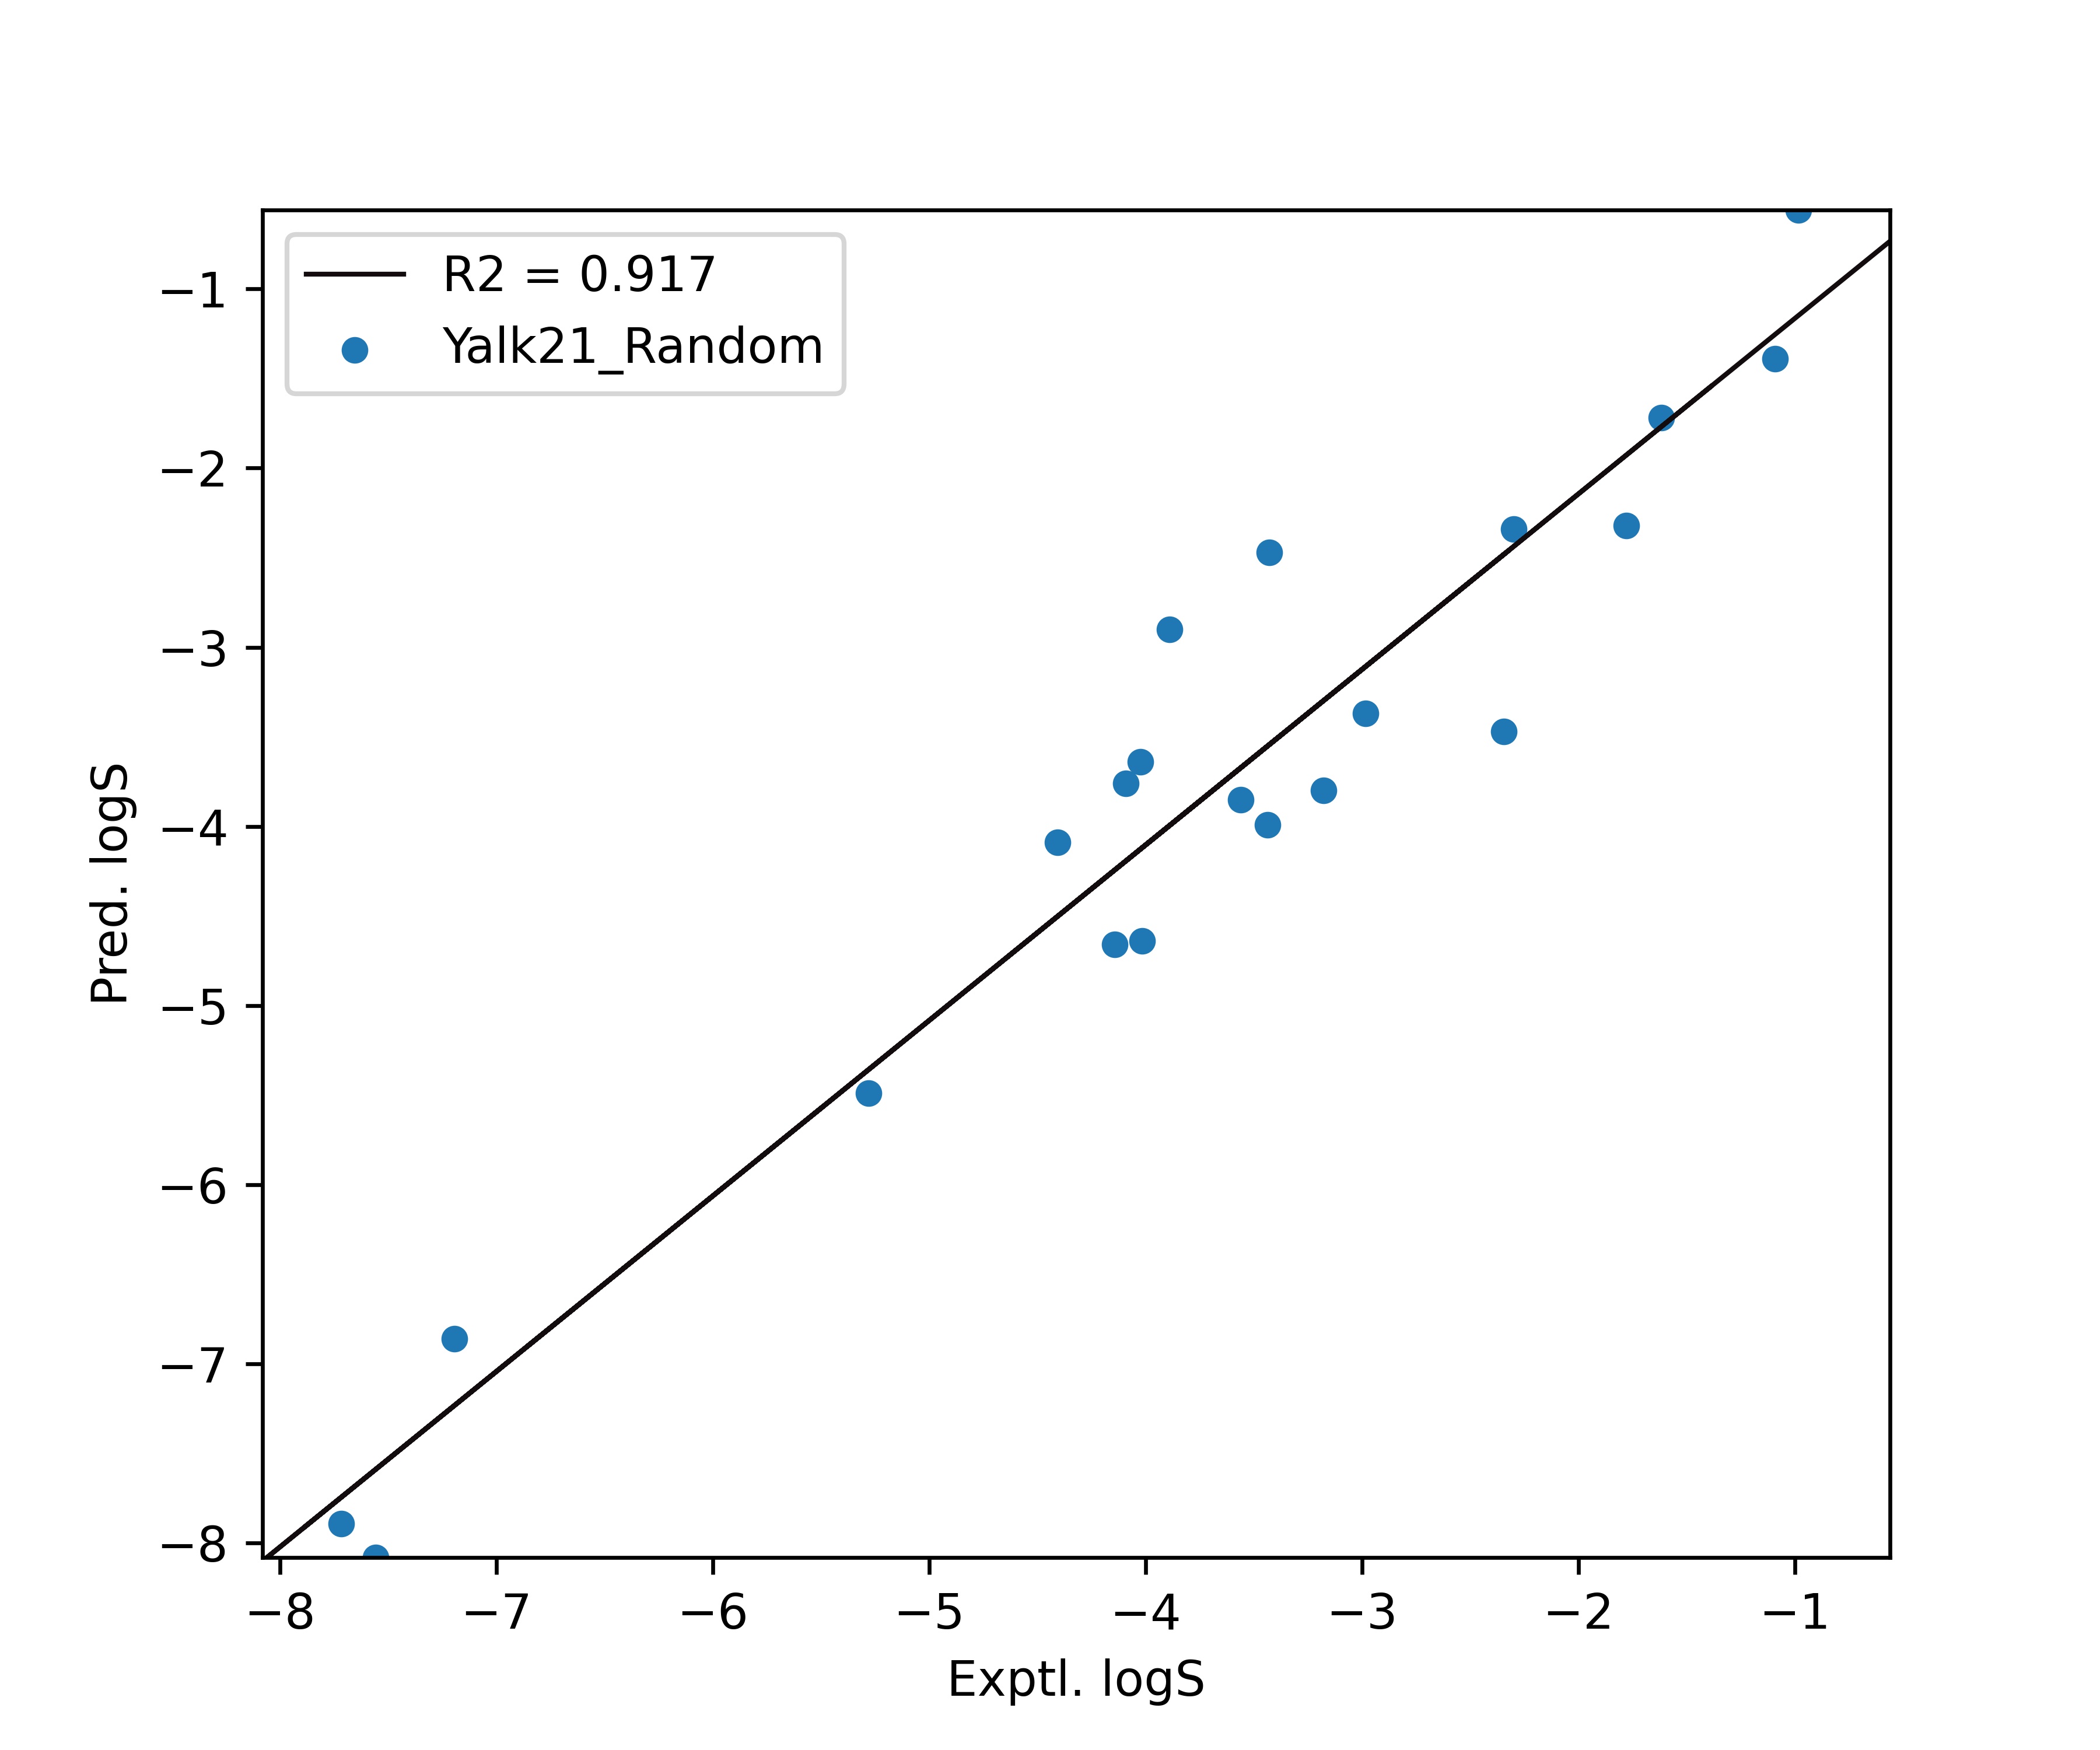 R2 = 0.917
Yalk21_Random
−1
−2
−3
−4
−5
−6
−7
−8
Pred. logS
−8 −7 −6 −5 −4 −3 −2 −1
Exptl. logS